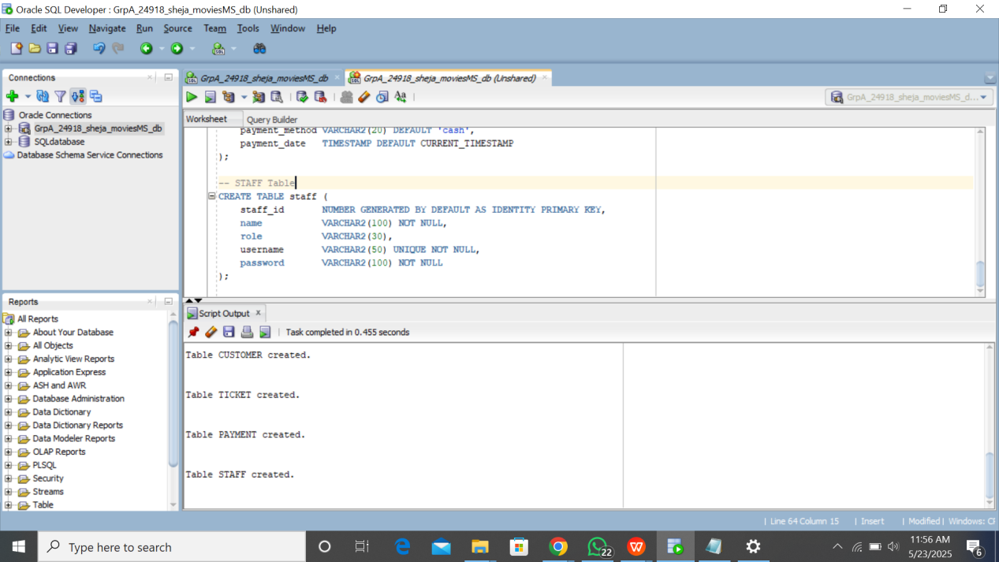 Oracle SQL Developer : GrpA_24918_sheja_moviesMS_db (Unshared)
File Edit View Navigate Run Source Team Tools Window Help
Connections
Oracle Connections
GrpA_24918_sheja_moviesMS_db
SQLdatabase
Database Schema Service Connections
Reports
All Reports
About Your Database
All Objects
Analytic View Reports
Application Express
ASH and AWR
Database Administration
Data Dictionary
Data Dictionary Reports
Data Modeler Reports
OLAP Reports
PLSQL
Security
Streams
Table
GrpA_24918_sheja_moviesMS_db GrpA_24918_sheja_moviesMS_db (Unshared)
GrpA_24918_sheja_moviesMS_d...
Worksheet Query Builder
payment_method VARCHAR2(20) DEFAULT 'cash',
payment_date TIMESTAMP DEFAULT CURRENT_TIMESTAMP
);
-- STAFF Table
CREATE TABLE staff (
staff_id NUMBER GENERATED BY DEFAULT AS IDENTITY PRIMARY KEY,
name VARCHAR2(100) NOT NULL,
role VARCHAR2(30),
username VARCHAR2(50) UNIQUE NOT NULL,
password VARCHAR2(100) NOT NULL
);
Script Output
Task completed in 0.455 seconds
Table CUSTOMER created.
Table TICKET created.
Table PAYMENT created.
Table STAFF created.
| Line 64 Column 15 | Insert | Modified | Windows: Cl
Type here to search
22
11:56 AM
5/23/2025
6